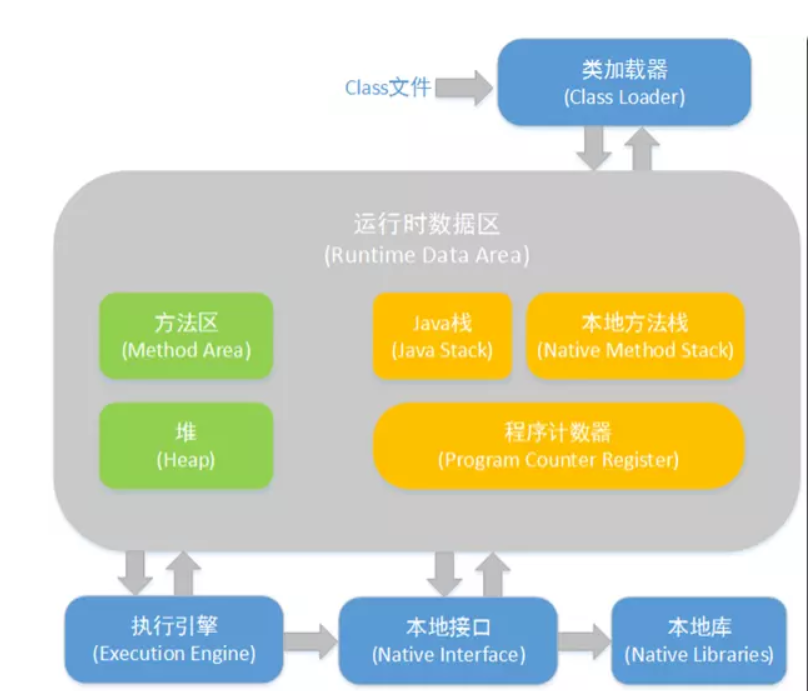 Class文件
类加载器
(Class Loader)
运行时数据区
(Runtime Data Area)
方法区
(Method Area)
Java栈
(Java Stack)
本地方法栈
(Native Method Stack)
堆
(Heap)
程序计数器
(Program Counter Register)
执行引擎
(Execution Engine)
本地接口
(Native Interface)
本地库
(Native Libraries)